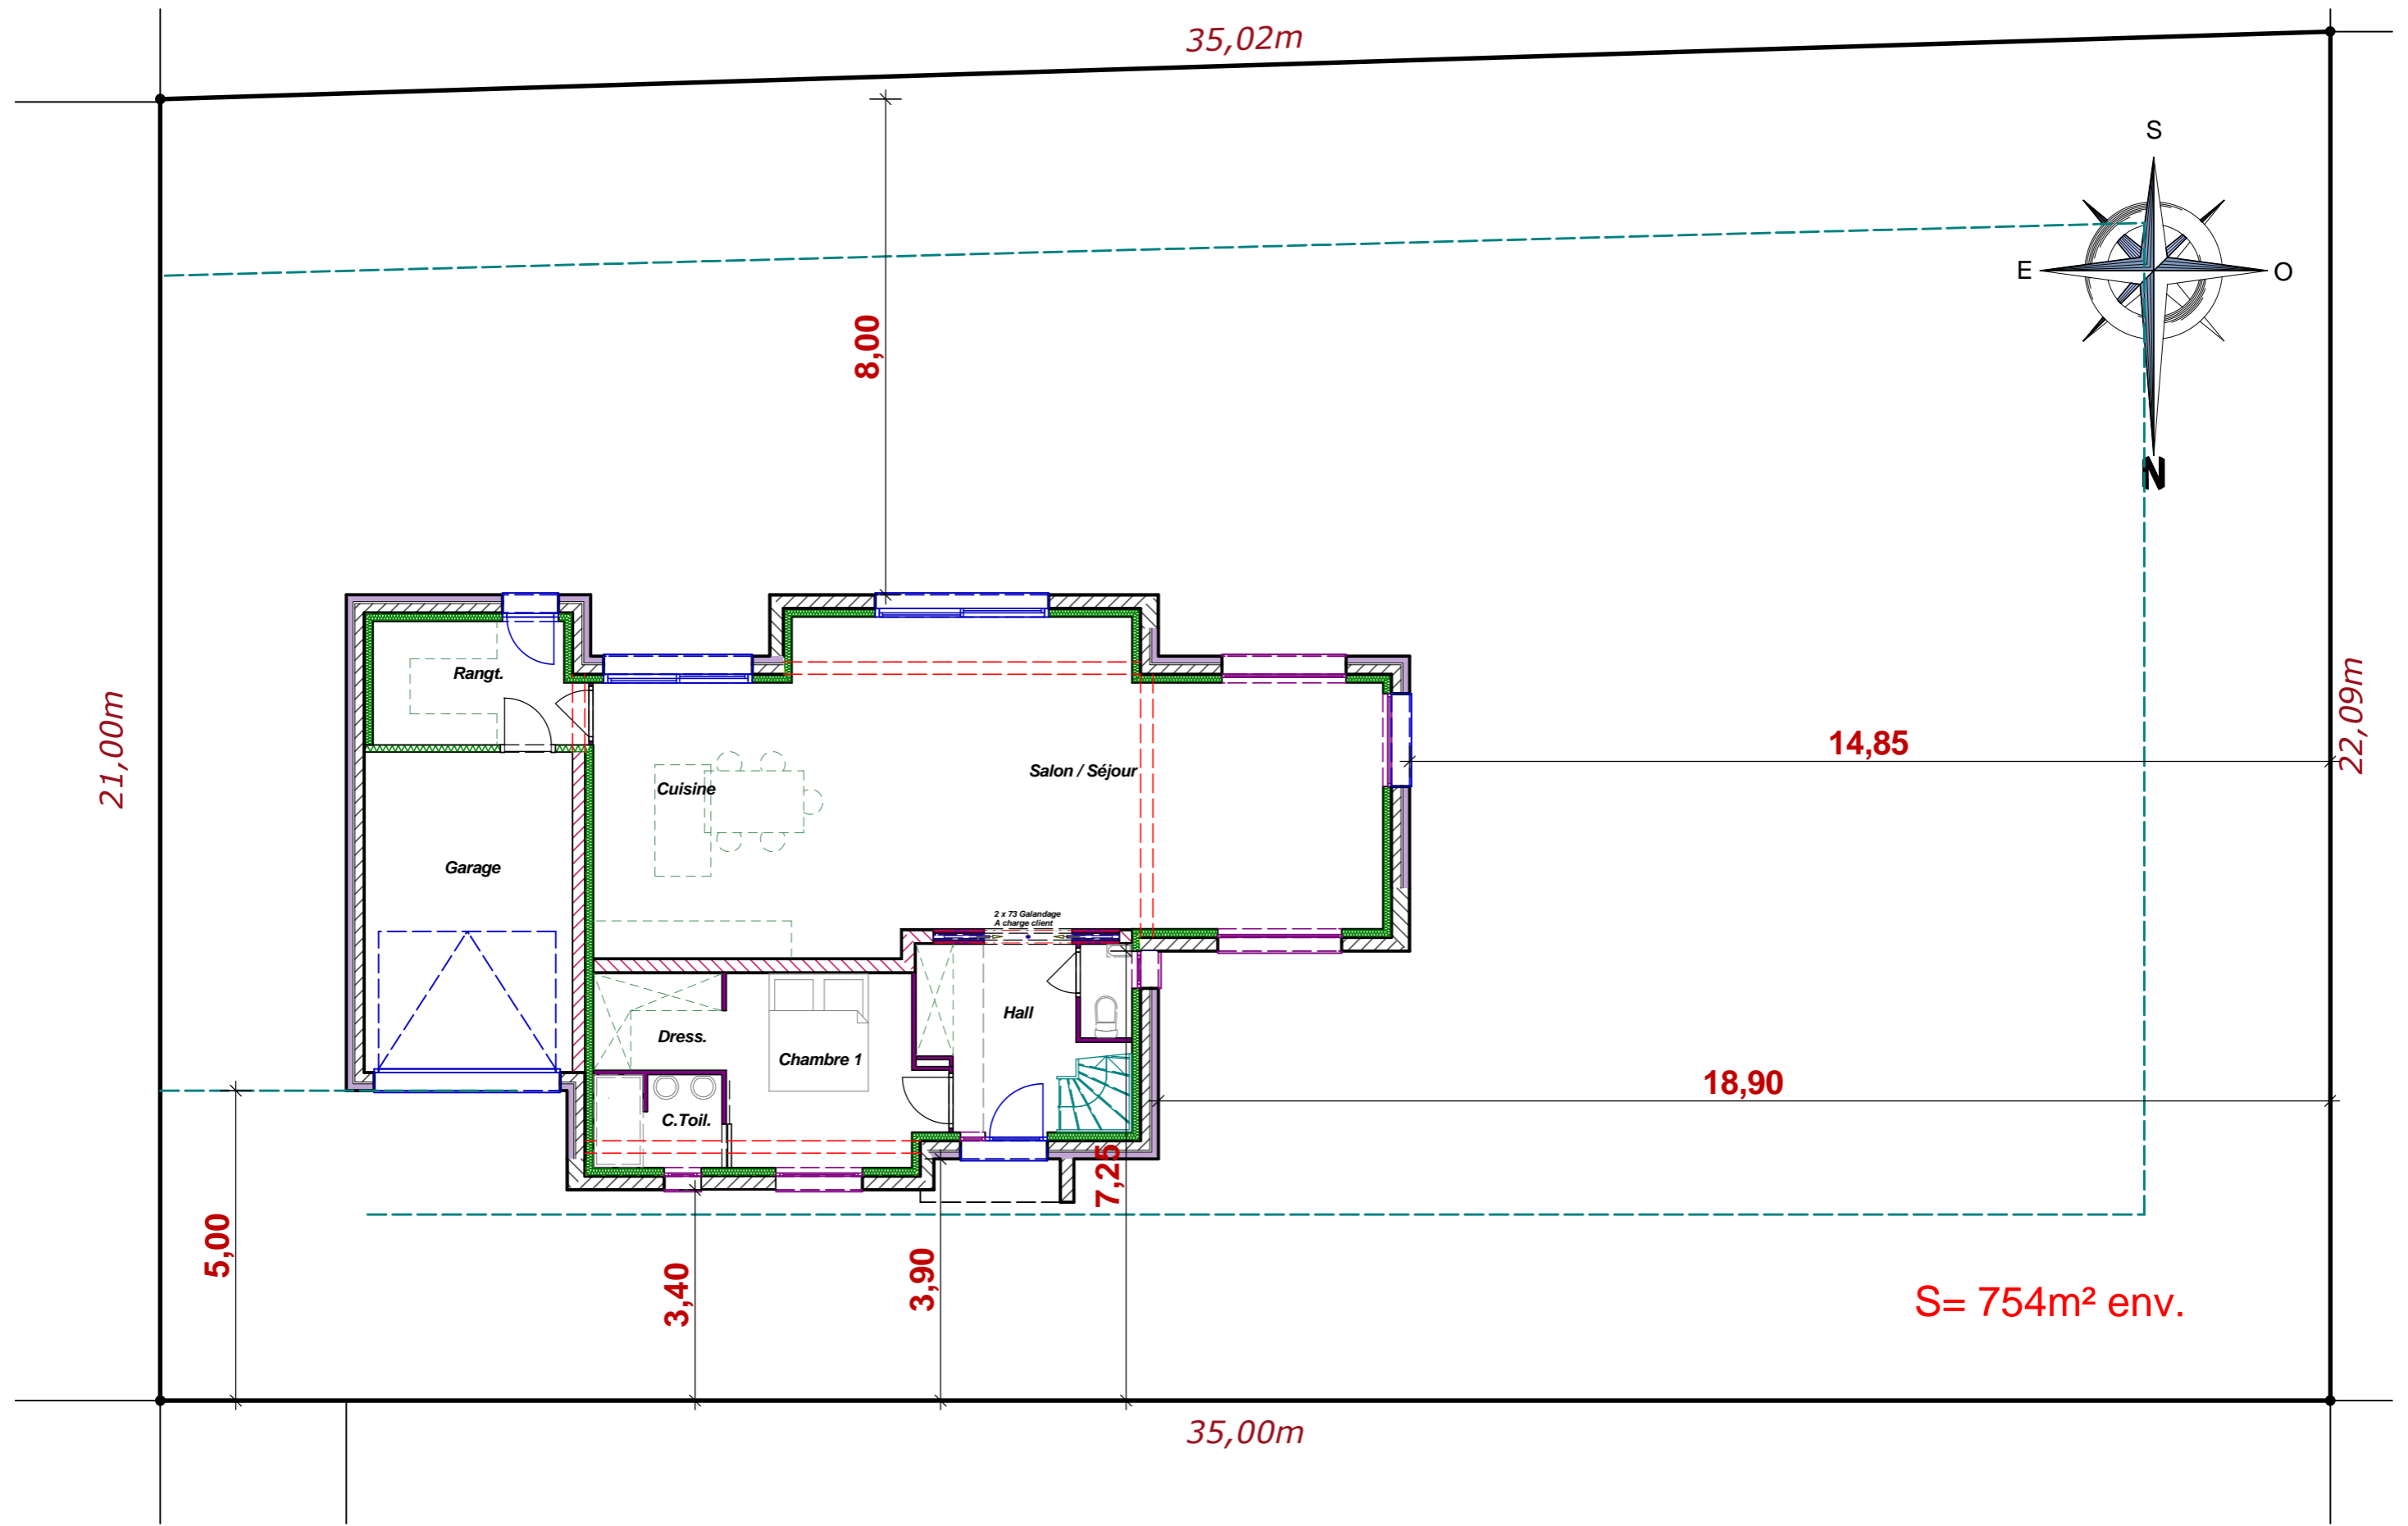 35,02m
S
E
O
N
8,00
21,00m
22,09m
14,85
Rangt.
Cuisine
Salon / Séjour
Garage
2 x 73 Galandage
A charge client
Hall
Dress.
Chambre 1
C.Toil.
18,90
7,25
5,00
3,40
3,90
S= 754m² env.
35,00m